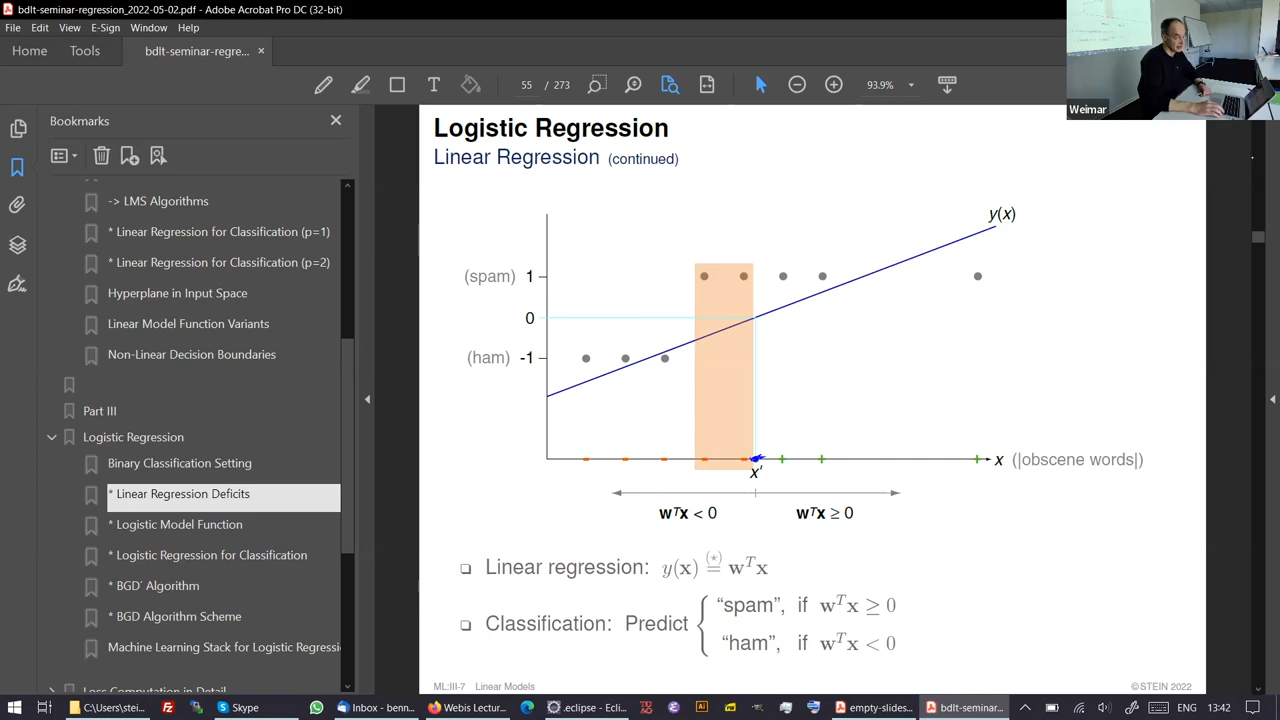 bdlt-seminar-regression_2022-05-02.pdf - Adobe Acrobat Pro DC (32-bit)
File Edit View E-Sign Window Help
Home Tools bdlt-seminar-regre... ×
55 / 273 93.9%
Weimar
Bookmarks
-> LMS Algorithms
* Linear Regression for Classification (p=1)
* Linear Regression for Classification (p=2)
Hyperplane in Input Space
Linear Model Function Variants
Non-Linear Decision Boundaries
Part III
Logistic Regression
Binary Classification Setting
* Linear Regression Deficits
* Logistic Model Function
* Logistic Regression for Classification
* BGD Algorithm
* BGD Algorithm Scheme
Machine Learning Stack for Logistic Regressi
Loss Computation in Detail
Logistic Regression
Linear Regression (continued)
y(x)
(spam) 1
0
(ham) -1
x (|obscene words|)
x'
wᵀx < 0 wᵀx ≥ 0
❑ Linear regression: y(x) (⋆)= wᵀx
❑ Classification: Predict { "spam", if wᵀx ≥ 0
"ham", if wᵀx < 0
ML:III-7 Linear Models ©STEIN 2022
C:\Users\stei... Skype Inbox - benn... Webis Lectur... .eclipse - Ecli... empty-slides... bdlt-seminar... ENG 13:42